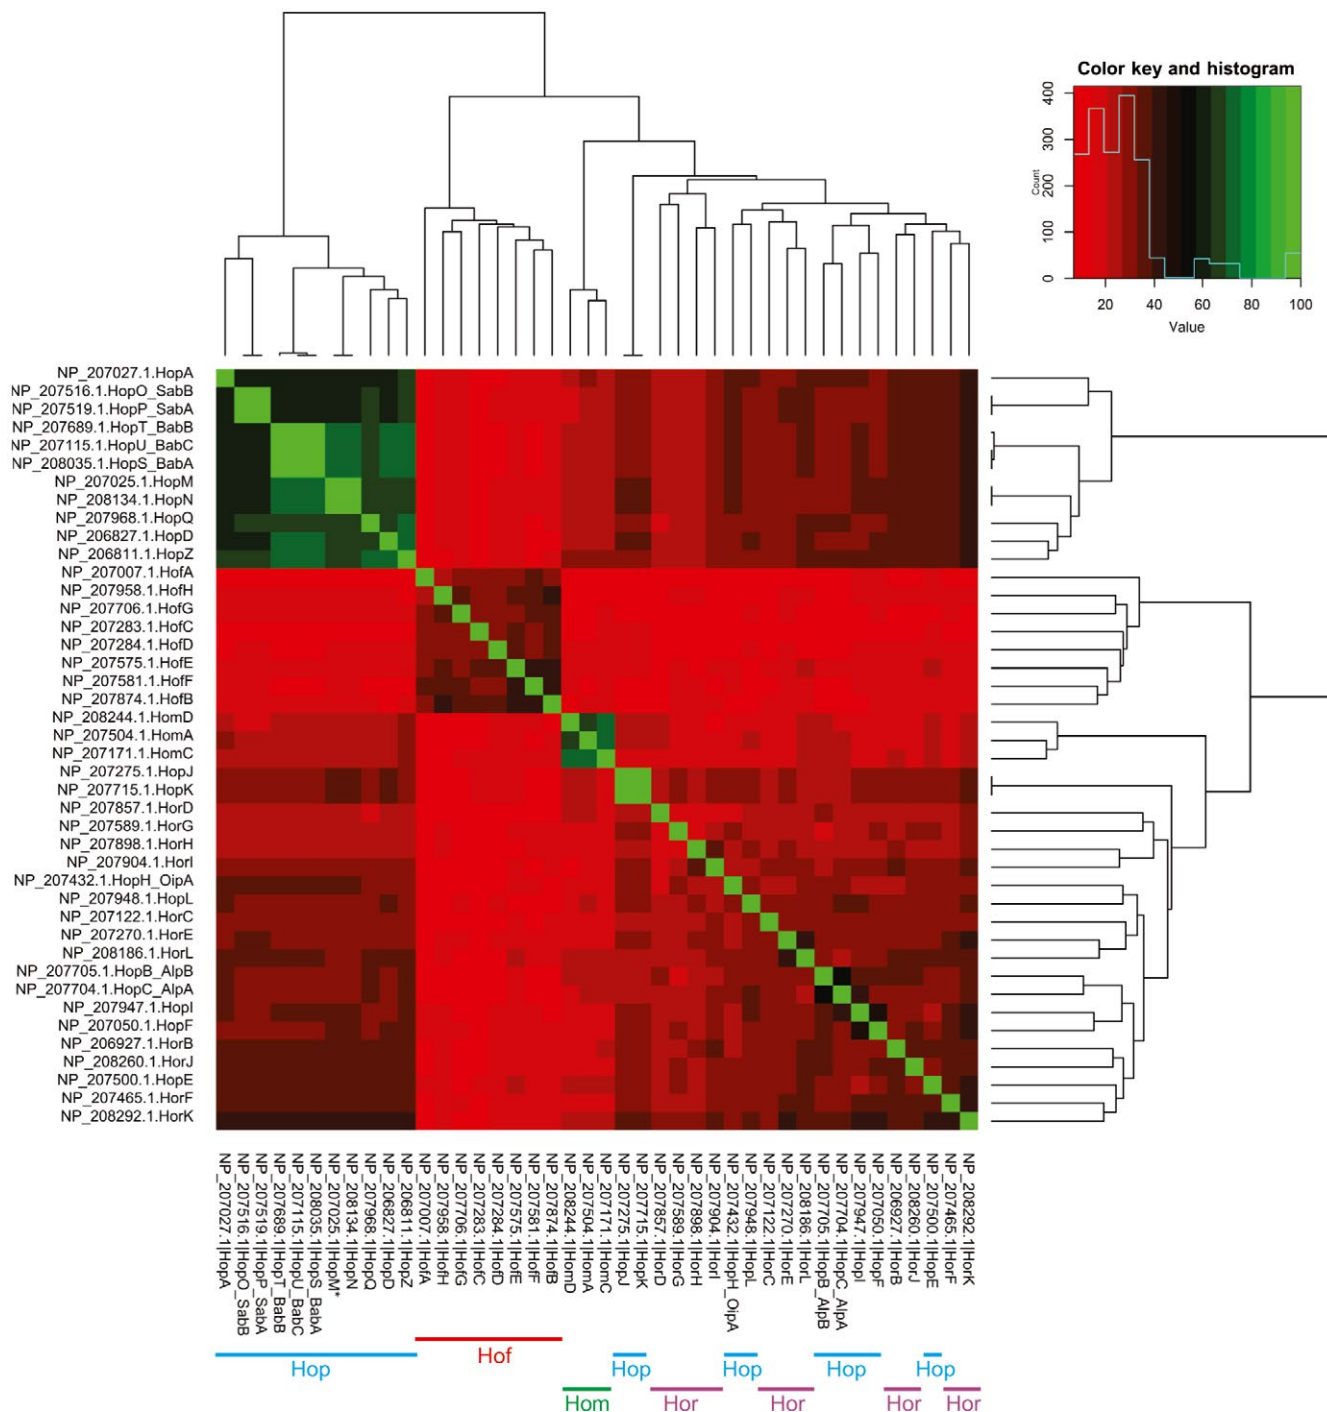 Color key and histogram
400
300
200
100
0
Count
20
40
60
80
100
Value
NP_207027.1.HopA
NP_207516.1.HopO_SabB
NP_207519.1.HopP_SabA
NP_207689.1.HopT_BabB
NP_207115.1.HopU_BabC
NP_208035.1.HopS_BabA
NP_207025.1.HopM
NP_208134.1.HopN
NP_207968.1.HopQ
NP_206827.1.HopD
NP_206811.1.HopZ
NP_207007.1.HofA
NP_207958.1.HofH
NP_207706.1.HofG
NP_207283.1.HofC
NP_207284.1.HofD
NP_207575.1.HofE
NP_207581.1.HofF
NP_207874.1.HofB
NP_208244.1.HomD
NP_207504.1.HomA
NP_207171.1.HomC
NP_207275.1.HopJ
NP_207715.1.HopK
NP_207857.1.HorD
NP_207589.1.HorG
NP_207898.1.HorH
NP_207904.1.HorI
NP_207432.1.HopH_OipA
NP_207948.1.HopL
NP_207122.1.HorC
NP_207270.1.HorE
NP_208186.1.HorL
NP_207705.1.HopB_AlpB
NP_207704.1.HopC_AlpA
NP_207947.1.HopI
NP_207050.1.HopF
NP_206927.1.HorB
NP_208260.1.HorJ
NP_207500.1.HopE
NP_207465.1.HorF
NP_208292.1.HorK
NP_207027.1|HopA
NP_207516.1|HopO_SabB
NP_207519.1|HopP_SabA
NP_207689.1|HopT_BabB
NP_207115.1|HopU_BabC
NP_208035.1|HopS_BabA
NP_207025.1|HopM*
NP_208134.1|HopN
NP_207968.1|HopQ
NP_206827.1|HopD
NP_206811.1|HopZ
NP_207007.1|HofA
NP_207958.1|HofH
NP_207706.1|HofG
NP_207283.1|HofC
NP_207284.1|HofD
NP_207575.1|HofE
NP_207581.1|HofF
NP_207874.1|HofB
NP_208244.1|HomD
NP_207504.1|HomA
NP_207171.1|HomC
NP_207275.1|HopJ
NP_207715.1|HopK
NP_207857.1|HorD
NP_207589.1|HorG
NP_207898.1|HorH
NP_207904.1|HorI
NP_207432.1|HopH_OipA
NP_207948.1|HopL
NP_207122.1|HorC
NP_207270.1|HorE
NP_208186.1|HorL
NP_207705.1|HopB_AlpB
NP_207704.1|HopC_AlpA
NP_207947.1|HopI
NP_207050.1|HopF
NP_206927.1|HorB
NP_208260.1|HorJ
NP_207500.1|HopE
NP_207465.1|HorF
NP_208292.1|HorK
Hop
Hof
Hop
Hop
Hop
Hop
Hom
Hor
Hor
Hor
Hor